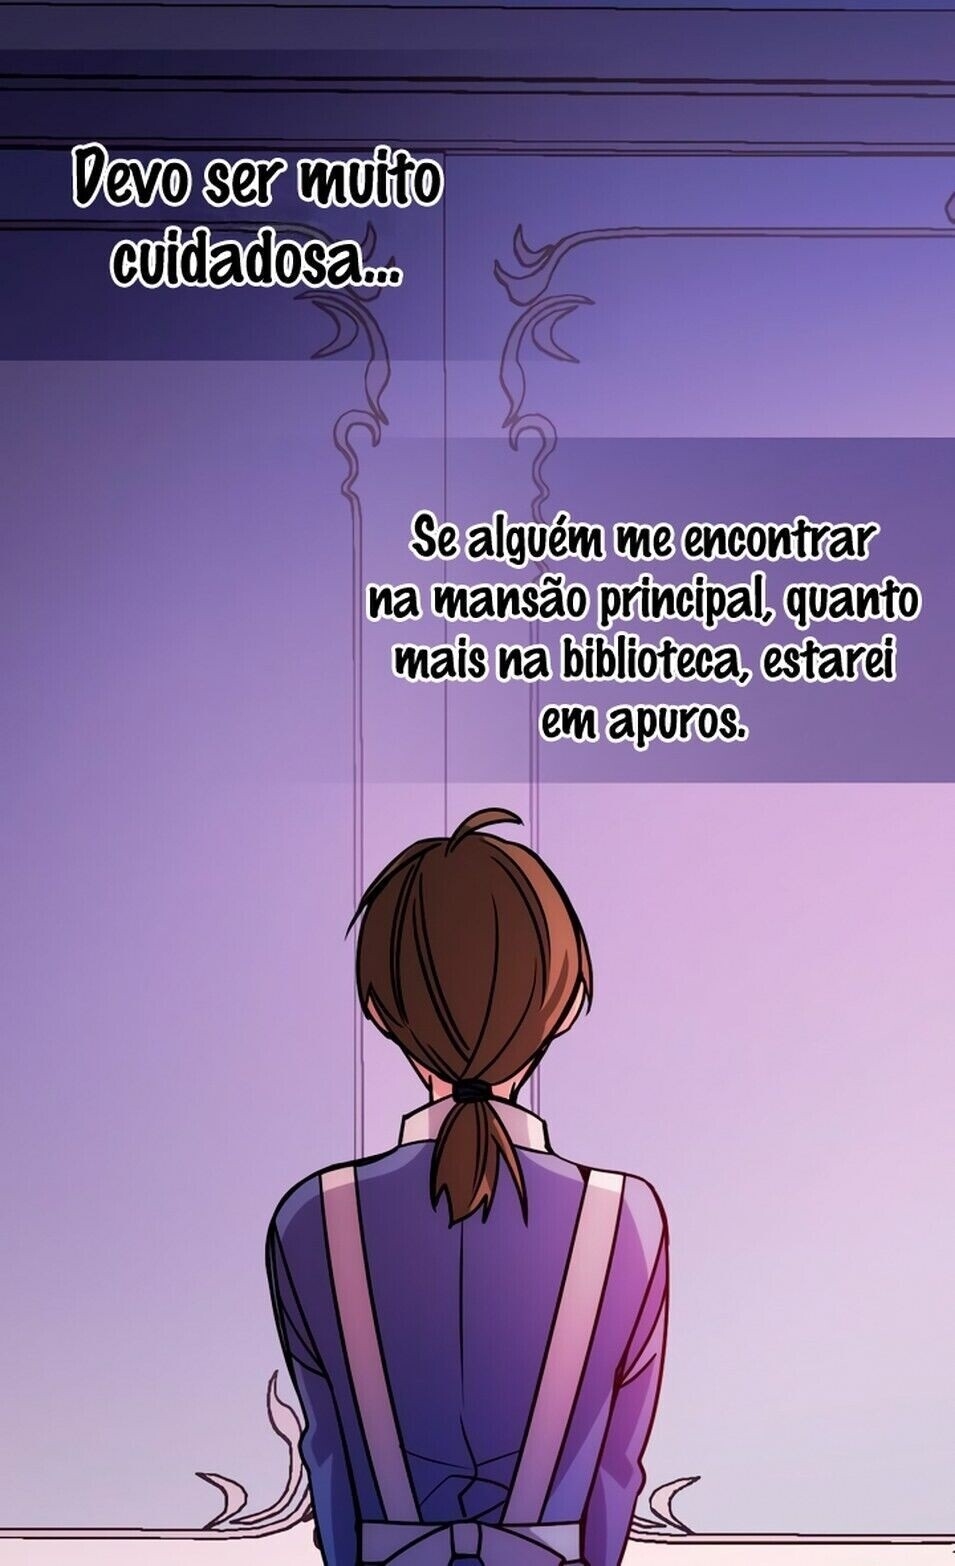 Devo ser muito
cuidadosa...
Se alguém me encontrar
na mansão principal, quanto
mais na biblioteca, estarei
em apuros.